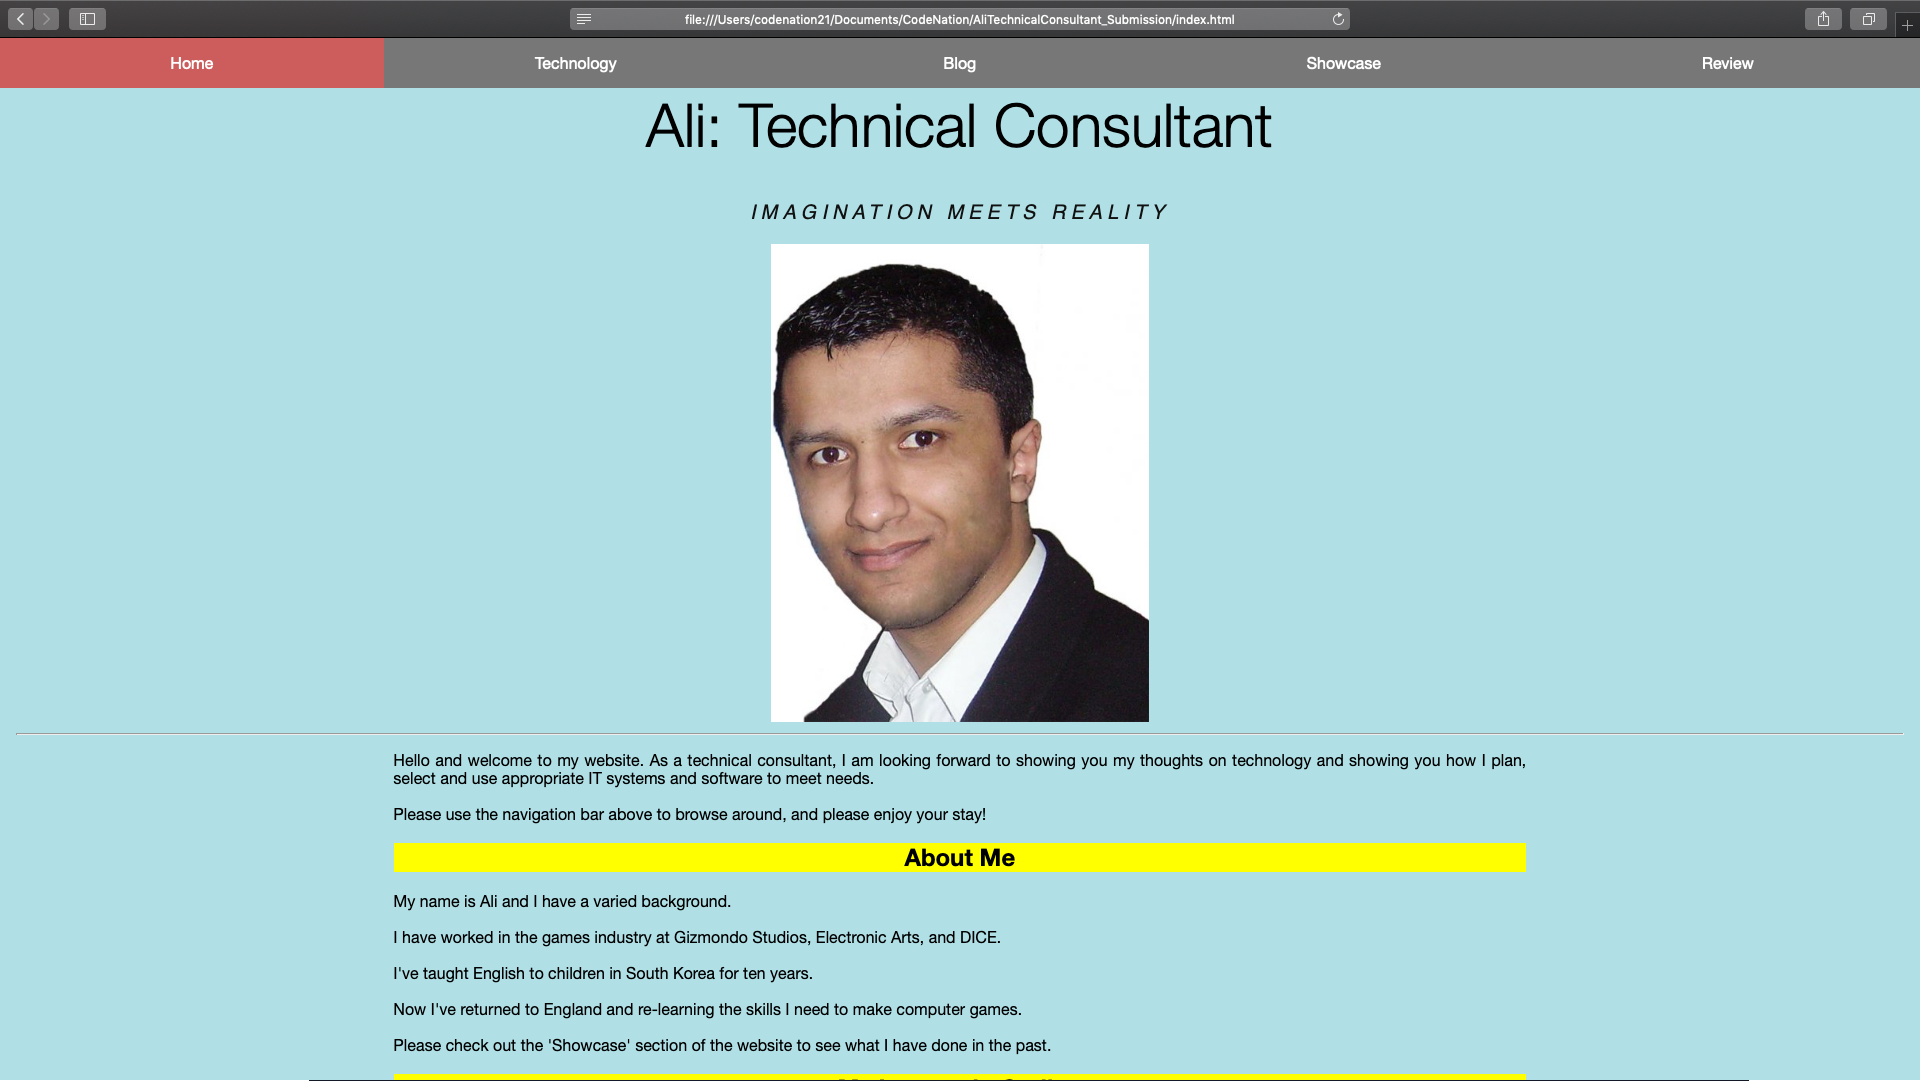 file:///Users/codenation21/Documents/CodeNation/AliTechnicalConsultant_Submission/index.html
Home Technology Blog Showcase Review
Ali: Technical Consultant
IMAGINATION MEETS REALITY
Hello and welcome to my website. As a technical consultant, I am looking forward to showing you my thoughts on technology and showing you how I plan,
select and use appropriate IT systems and software to meet needs.
Please use the navigation bar above to browse around, and please enjoy your stay!
About Me
My name is Ali and I have a varied background.
I have worked in the games industry at Gizmondo Studios, Electronic Arts, and DICE.
I've taught English to children in South Korea for ten years.
Now I've returned to England and re-learning the skills I need to make computer games.
Please check out the 'Showcase' section of the website to see what I have done in the past.